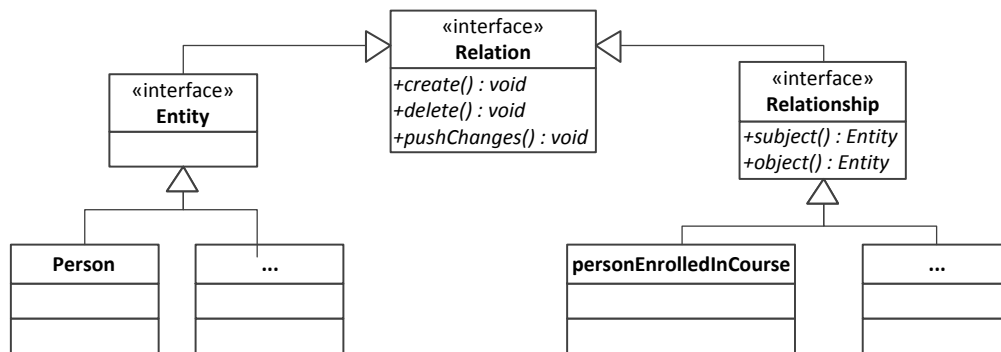 «interface»
Relation
+create() : void
+delete() : void
+pushChanges() : void
«interface»
Entity
«interface»
Relationship
+subject() : Entity
+object() : Entity
Person
...
personEnrolledInCourse
...